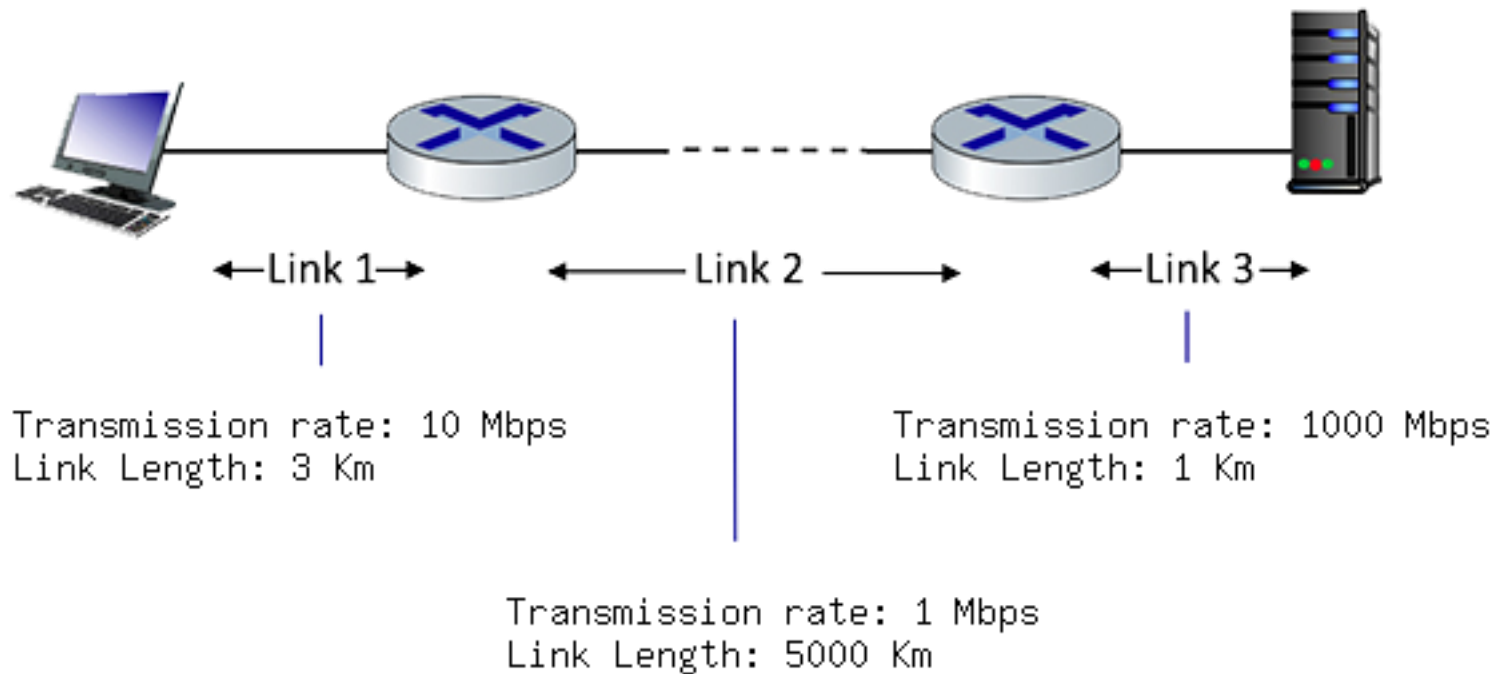 Link 1
Link 2
Link 3
Transmission rate: 10 Mbps
Link Length: 3 Km
Transmission rate: 1000 Mbps
Link Length: 1 Km
Transmission rate: 1 Mbps
Link Length: 5000 Km